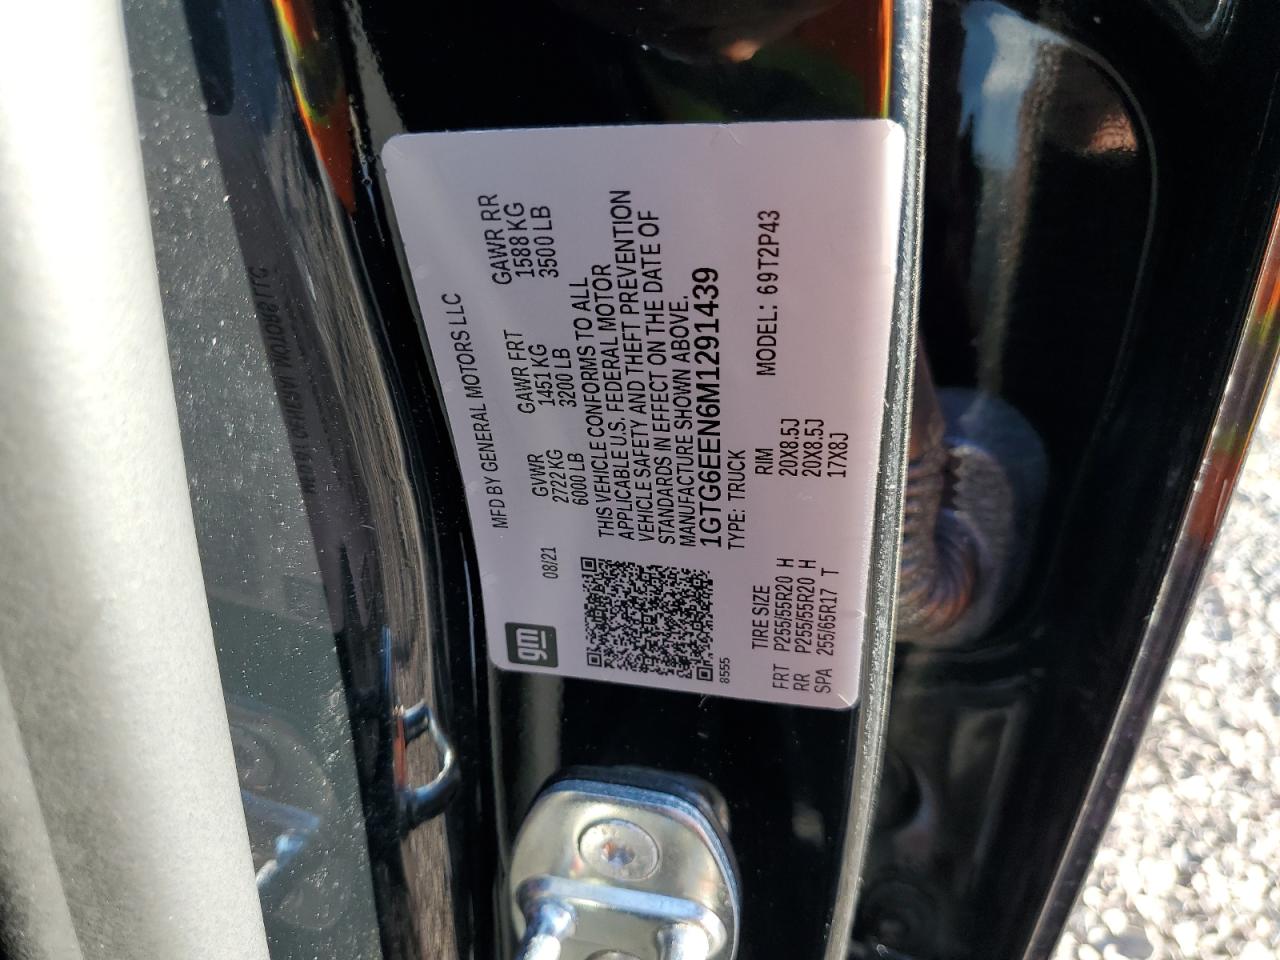 gm
08/21 MFD BY GENERAL MOTORS LLC
GVWR GAWR FRT GAWR RR
2722 KG 1451 KG 1588 KG
6000 LB 3200 LB 3500 LB
THIS VEHICLE CONFORMS TO ALL
APPLICABLE U.S. FEDERAL MOTOR
VEHICLE SAFETY AND THEFT PREVENTION
STANDARDS IN EFFECT ON THE DATE OF
MANUFACTURE SHOWN ABOVE.
1GTG6EEN6M1291439
8555 TYPE: TRUCK
MODEL: 69T2P43
TIRE SIZE RIM
FRT P255/55R20 H 20X8.5J
RR P255/55R20 H 20X8.5J
SPA 255/65R17 T 17X8J